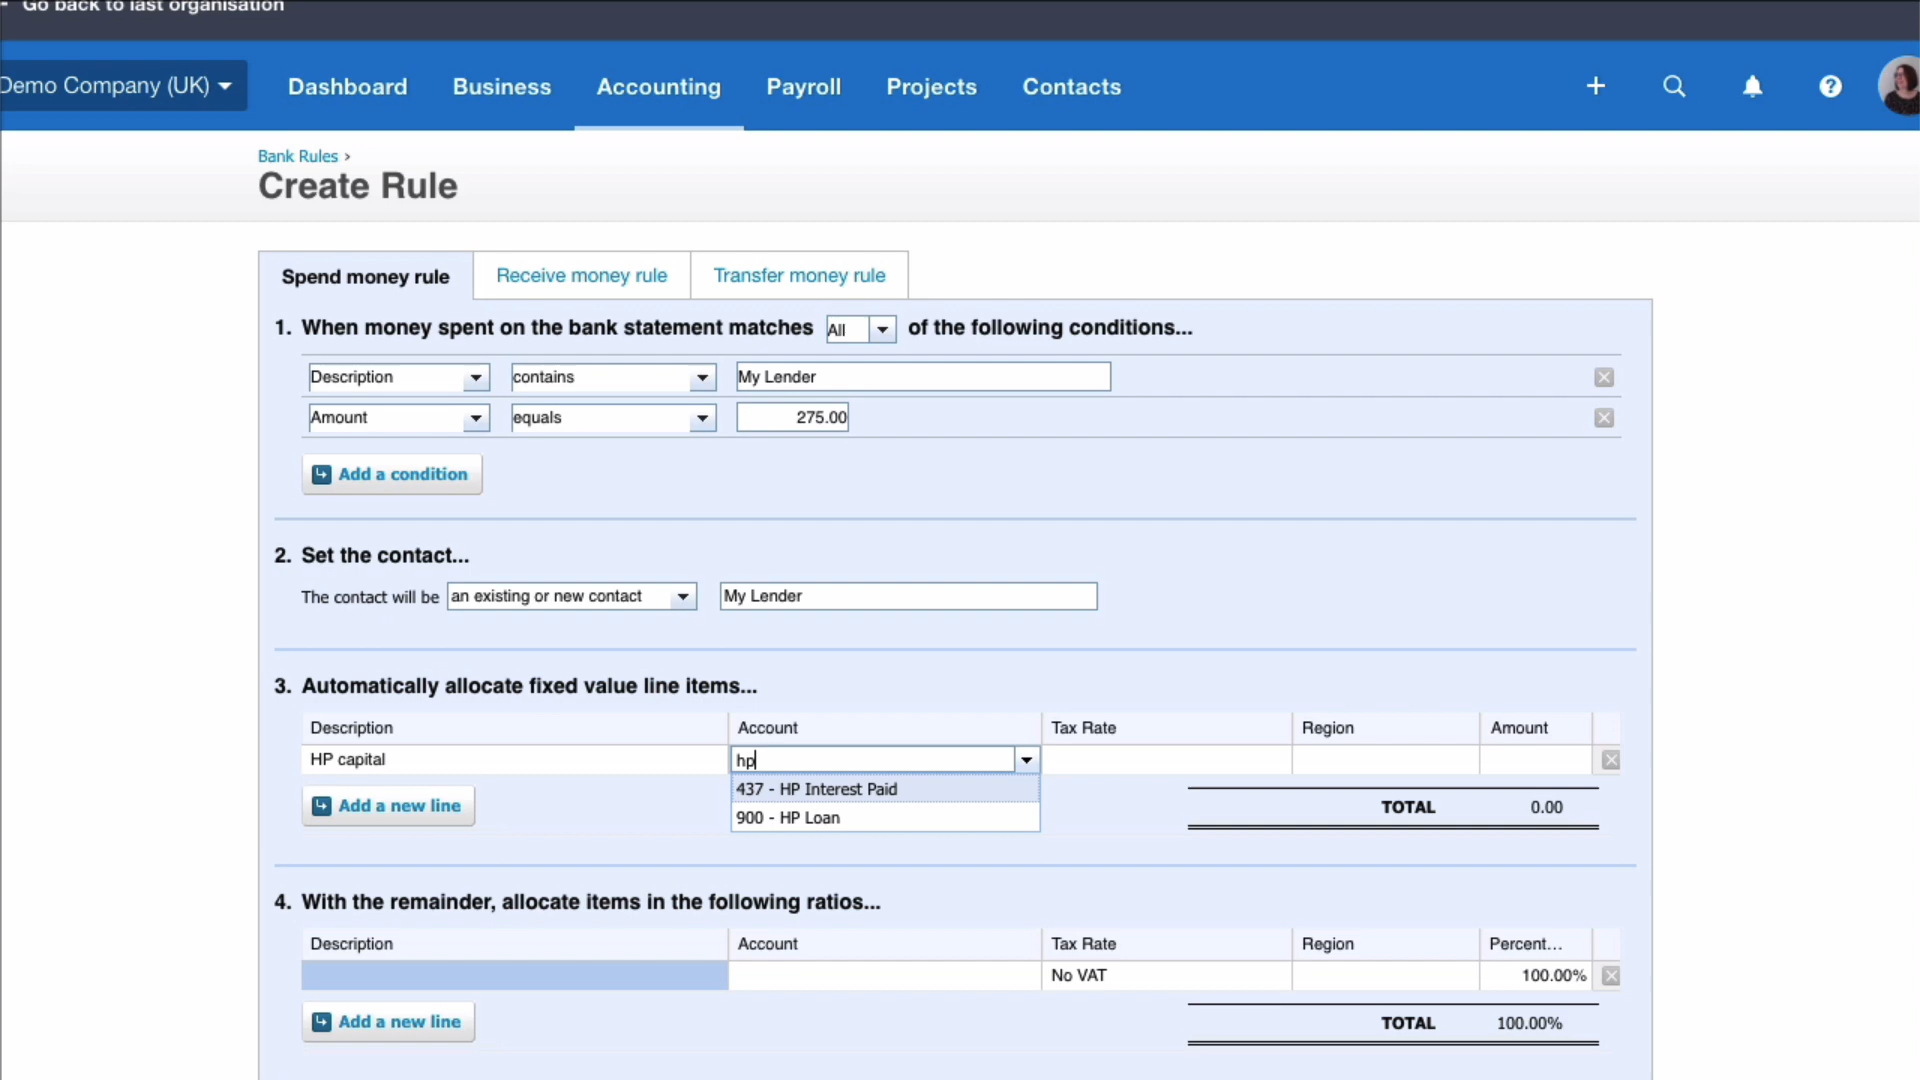 Go back to last organisation
Demo Company (UK) Dashboard Business Accounting Payroll Projects Contacts
Bank Rules ›
Create Rule
Spend money rule Receive money rule Transfer money rule
1. When money spent on the bank statement matches All of the following conditions...
Description contains My Lender
Amount equals 275.00
Add a condition
2. Set the contact...
The contact will be an existing or new contact My Lender
3. Automatically allocate fixed value line items...
Description Account Tax Rate Region Amount
HP capital hp
437 - HP Interest Paid
900 - HP Loan
Add a new line TOTAL 0.00
4. With the remainder, allocate items in the following ratios...
Description Account Tax Rate Region Percent...
No VAT 100.00%
Add a new line TOTAL 100.00%